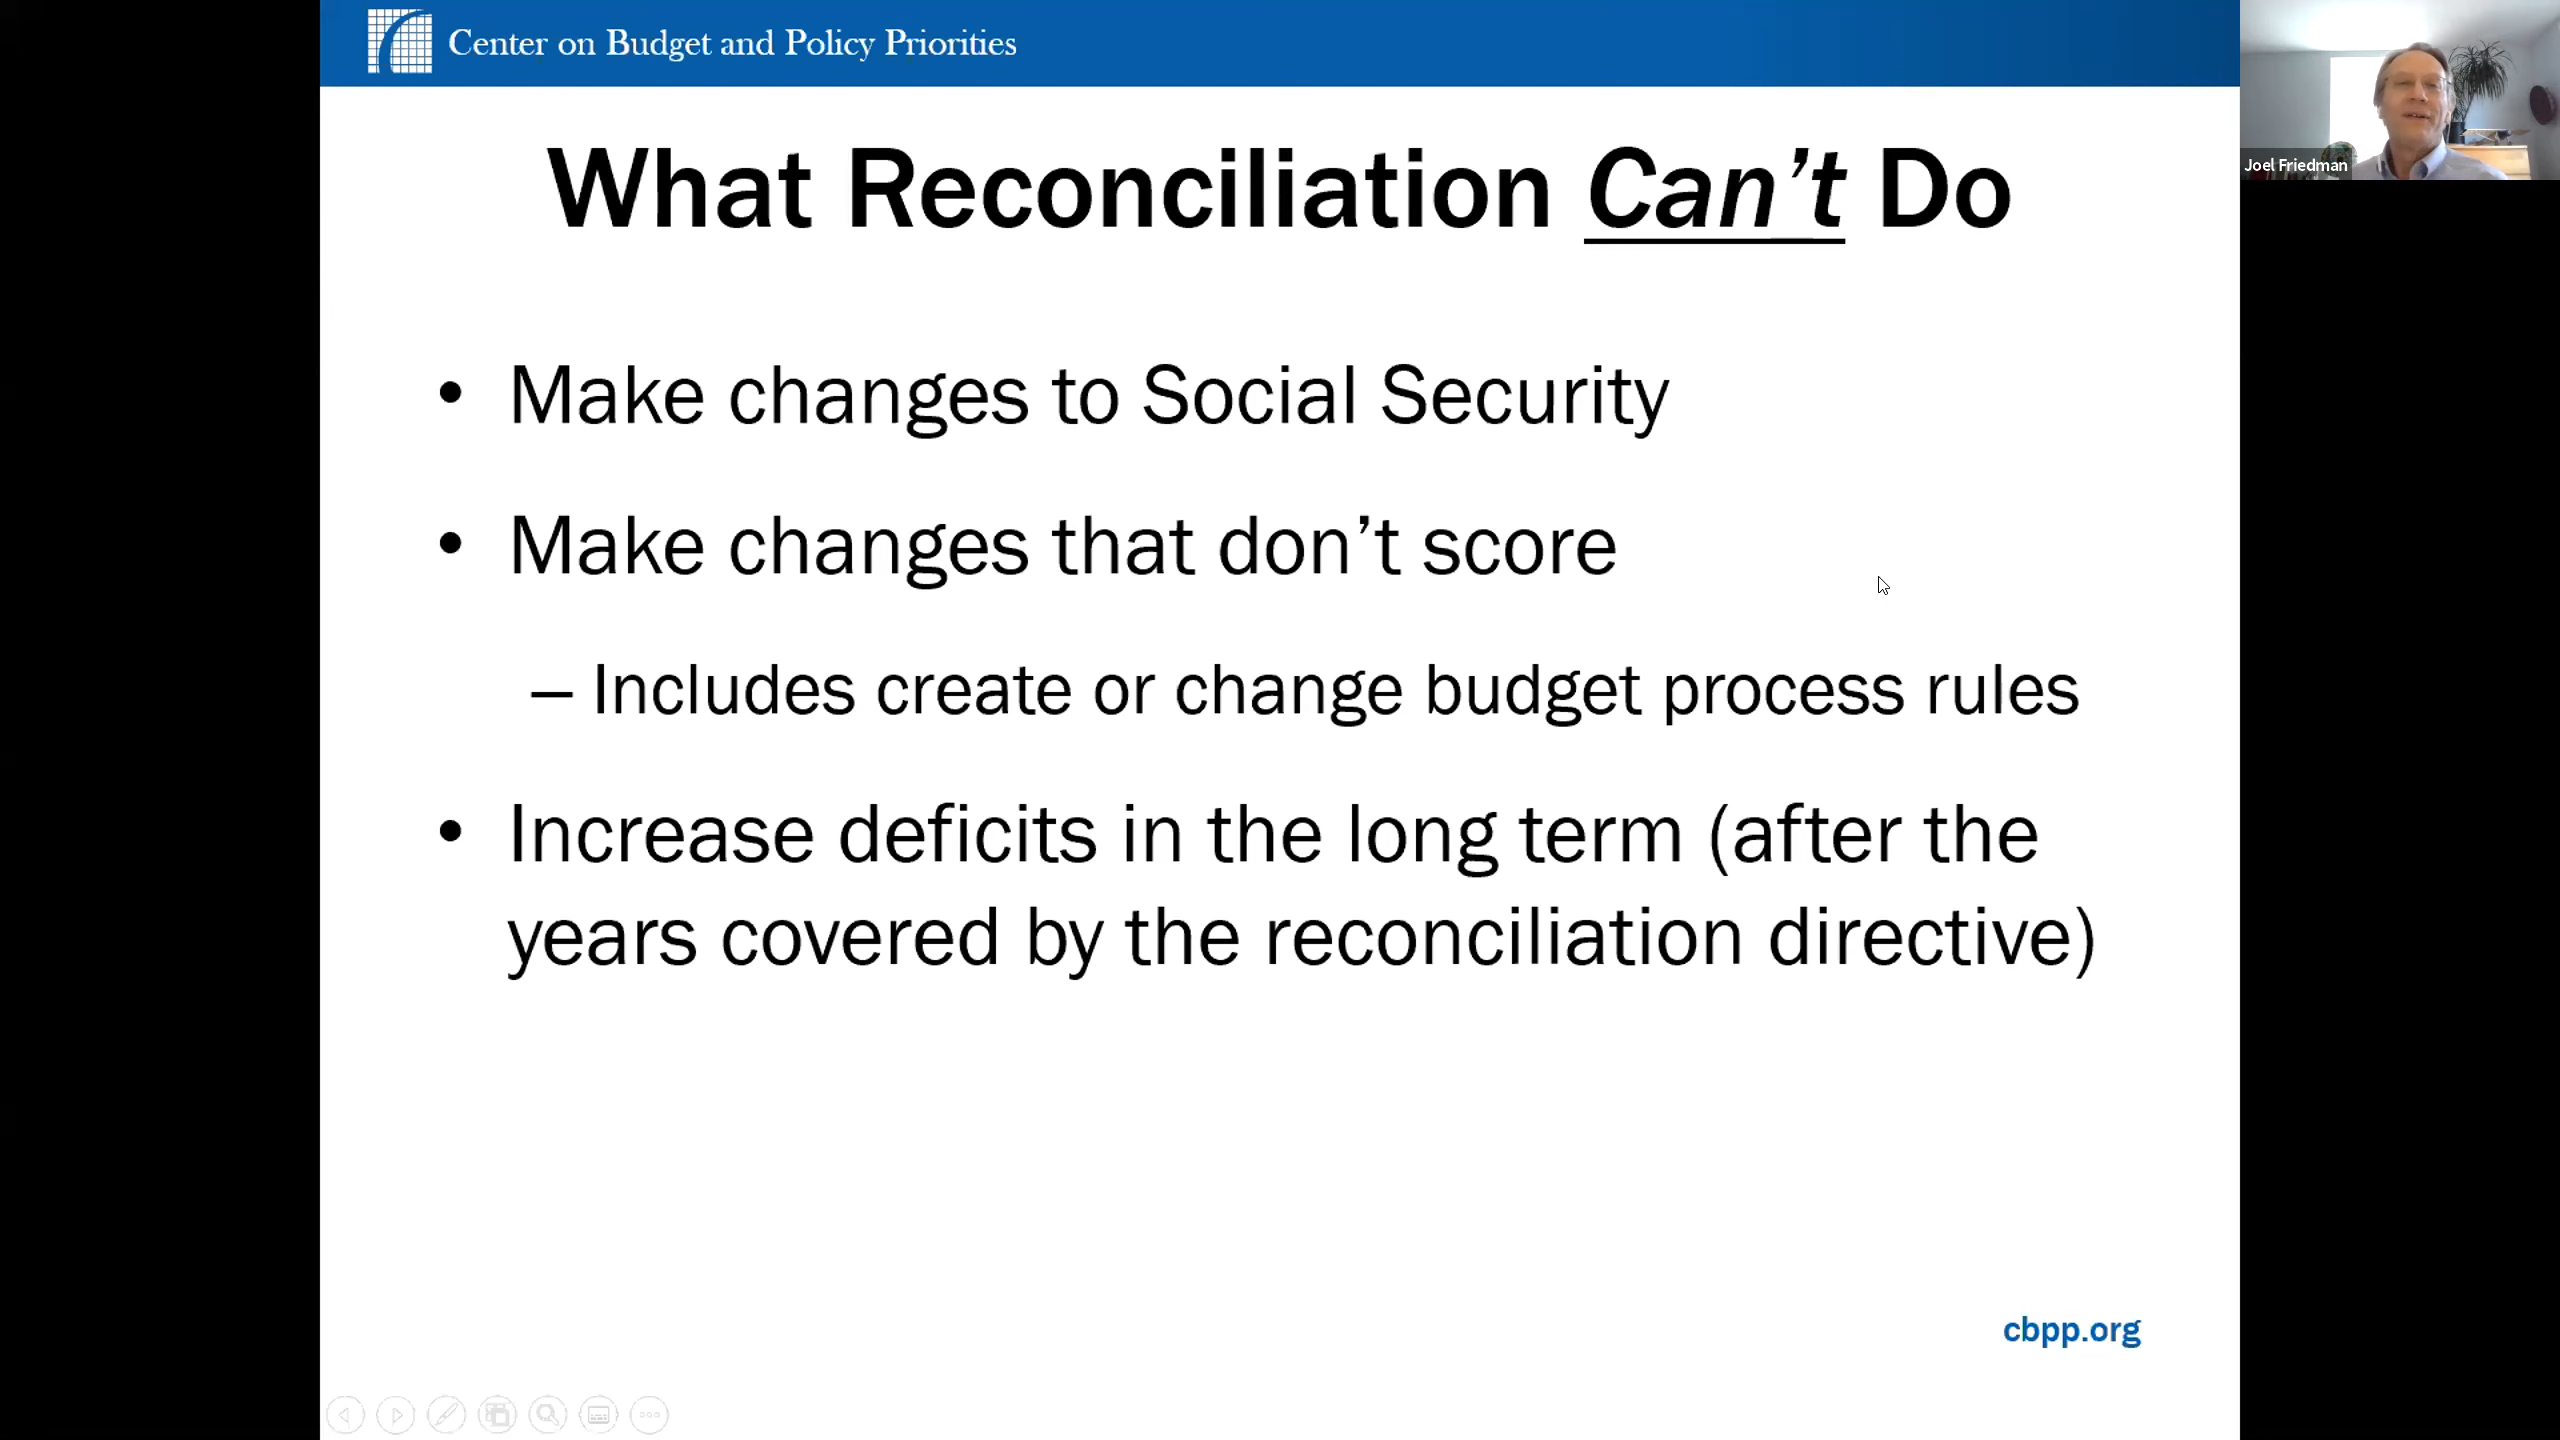 Center on Budget and Policy Priorities
Joel Friedman
What Reconciliation Can’t Do
• Make changes to Social Security
• Make changes that don’t score
– Includes create or change budget process rules
• Increase deficits in the long term (after the
years covered by the reconciliation directive)
cbpp.org